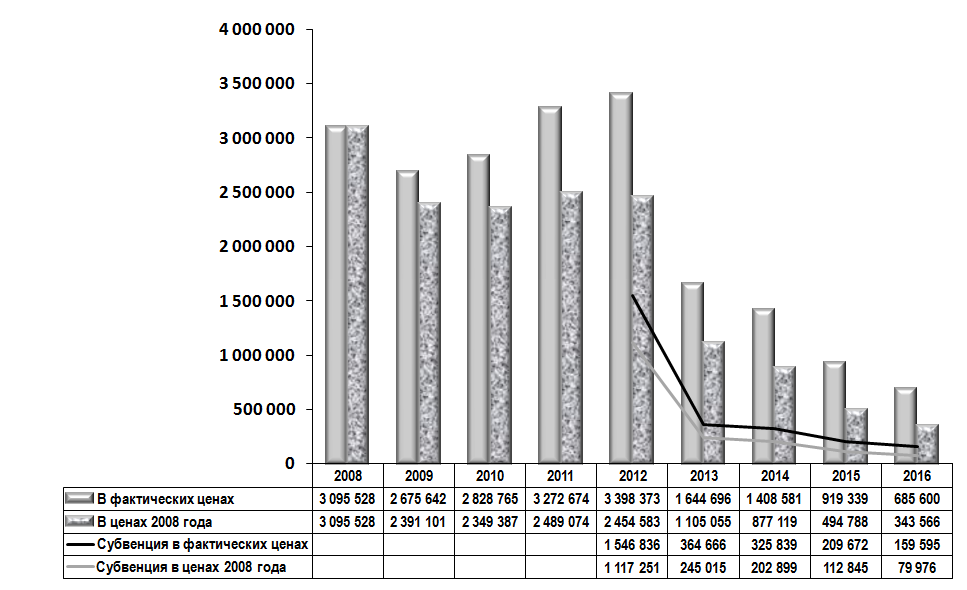 4 000 000
3 500 000
3 000 000
2 500 000
2 000 000
1 500 000
1 000 000
500 000
0
2008 2009 2010 2011 2012 2013 2014 2015 2016
В фактических ценах 3 095 528 2 675 642 2 828 765 3 272 674 3 398 373 1 644 696 1 408 581 919 339 685 600
В ценах 2008 года 3 095 528 2 391 101 2 349 387 2 489 074 2 454 583 1 105 055 877 119 494 788 343 566
Субвенция в фактических ценах 1 546 836 364 666 325 839 209 672 159 595
Субвенция в ценах 2008 года 1 117 251 245 015 202 899 112 845 79 976